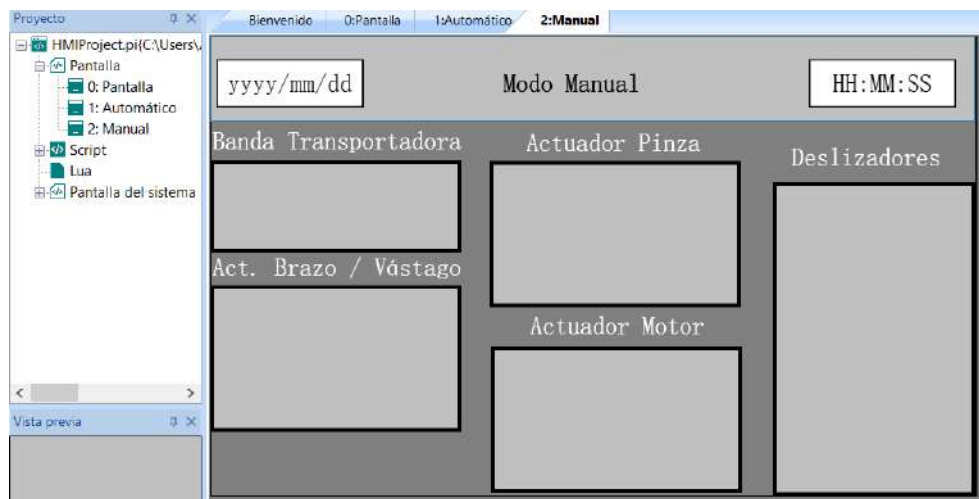 Proyecto
HMIProject.pi{C:\Users\
Pantalla
0: Pantalla
1: Automático
2: Manual
Script
Lua
Pantalla del sistema
Vista previa
Bienvenido 0:Pantalla 1:Automático 2:Manual
yyyy/mm/dd Modo Manual HH:MM:SS
Banda Transportadora Actuador Pinza Deslizadores
Act. Brazo / Vástago
Actuador Motor